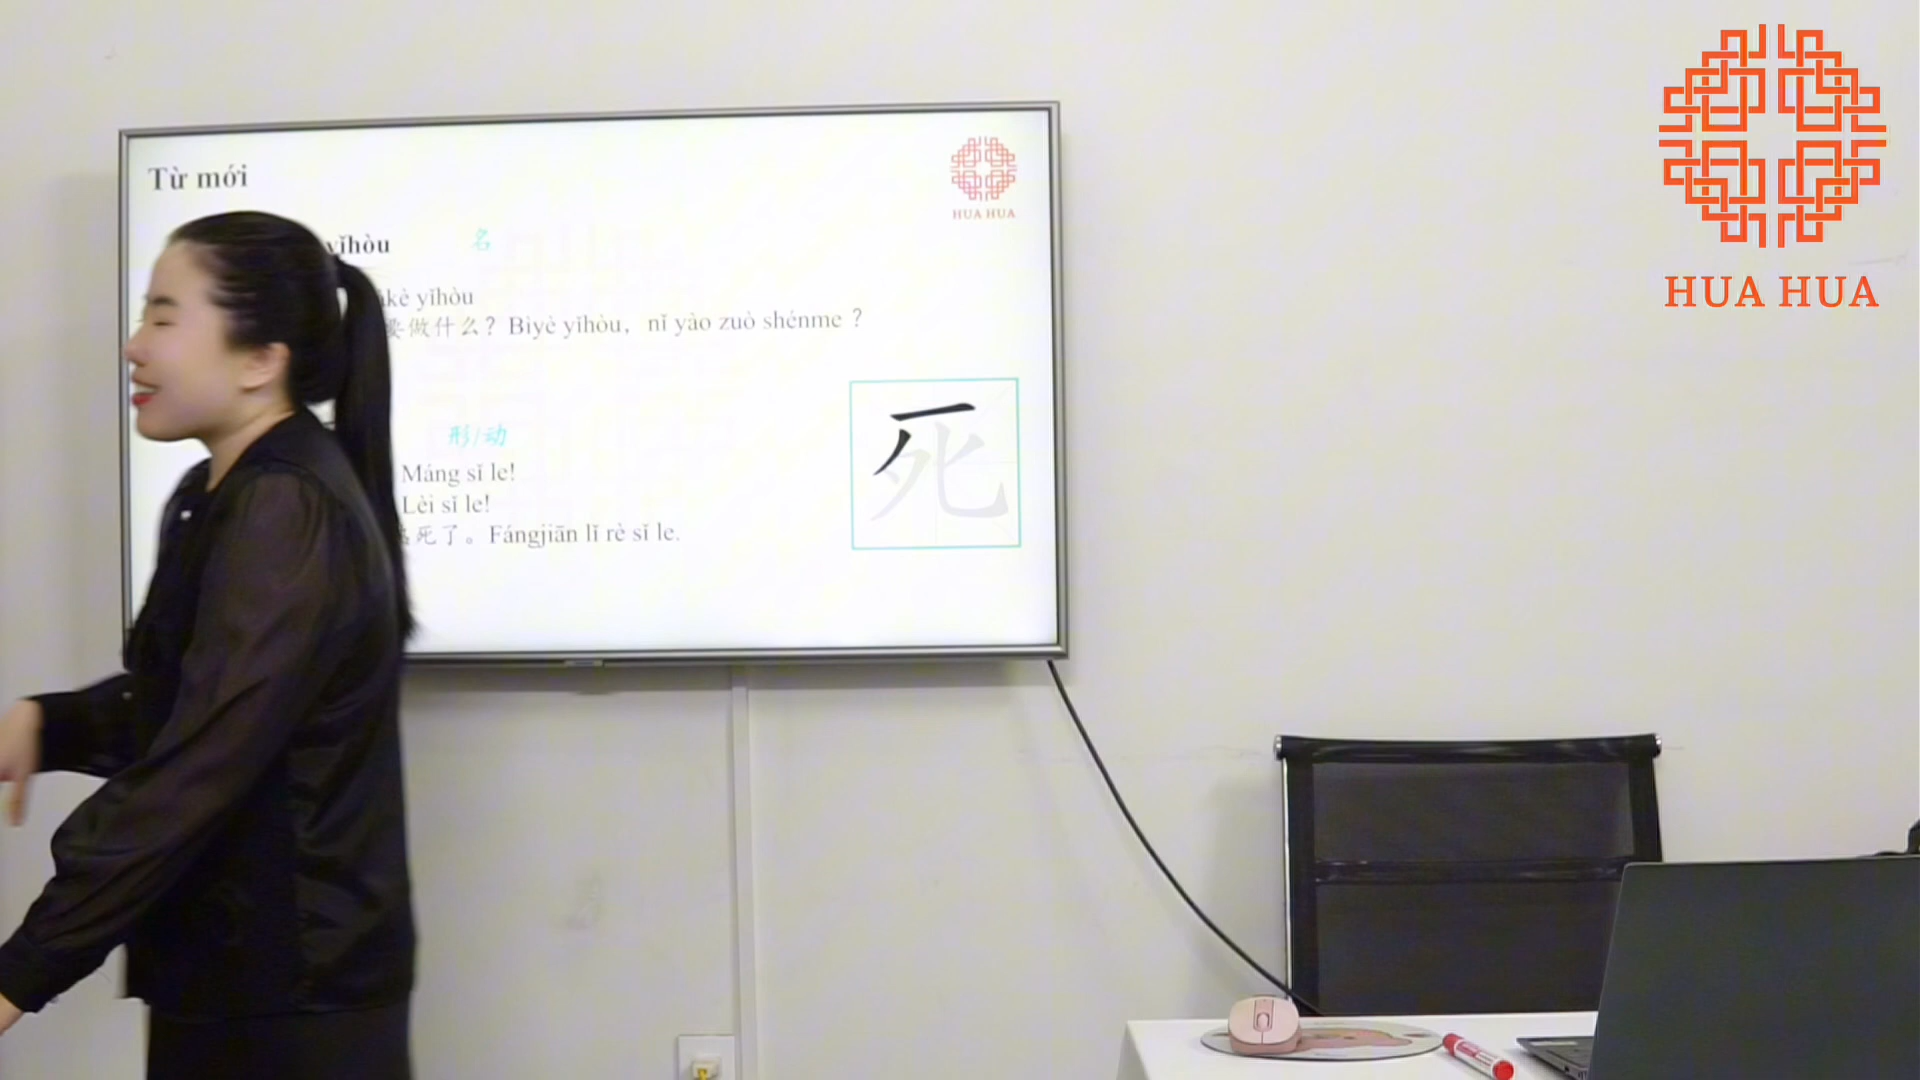 Từ mới
HUA HUA
yǐhòu 名
kè yǐhòu
要做什么？Bìyè yǐhòu, nǐ yào zuò shénme ?
形/动
Máng sǐ le!
Lèi sǐ le!
死了。Fángjiān lǐ rè sǐ le.
死
HUA HUA